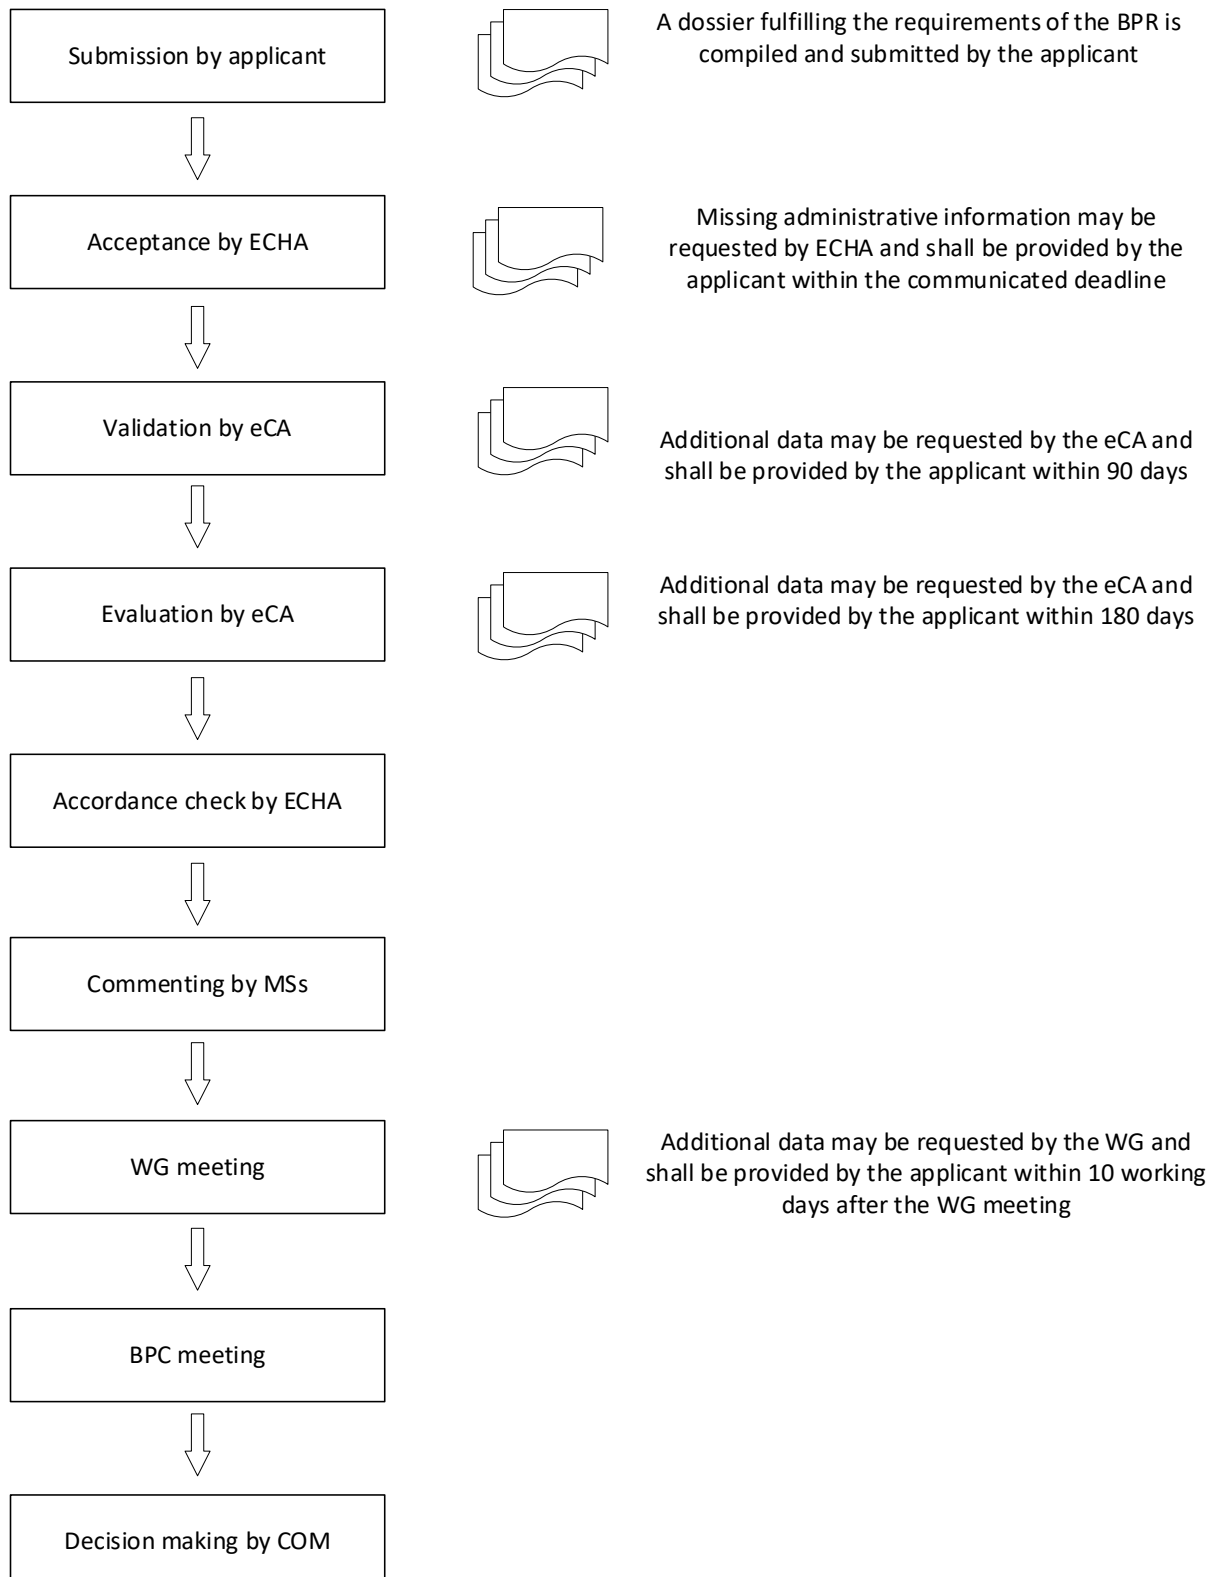 Submission by applicant
A dossier fulfilling the requirements of the BPR is
compiled and submitted by the applicant
Acceptance by ECHA
Missing administrative information may be
requested by ECHA and shall be provided by the
applicant within the communicated deadline
Validation by eCA
Additional data may be requested by the eCA and
shall be provided by the applicant within 90 days
Evaluation by eCA
Additional data may be requested by the eCA and
shall be provided by the applicant within 180 days
Accordance check by ECHA
Commenting by MSs
WG meeting
Additional data may be requested by the WG and
shall be provided by the applicant within 10 working
days after the WG meeting
BPC meeting
Decision making by COM